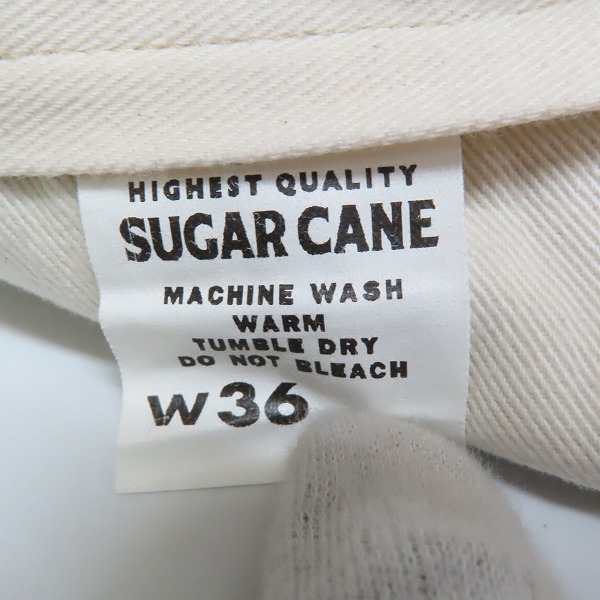 HIGHEST QUALITY
SUGAR CANE
MACHINE WASH
WARM
TUMBLE DRY
DO NOT BLEACH
W36